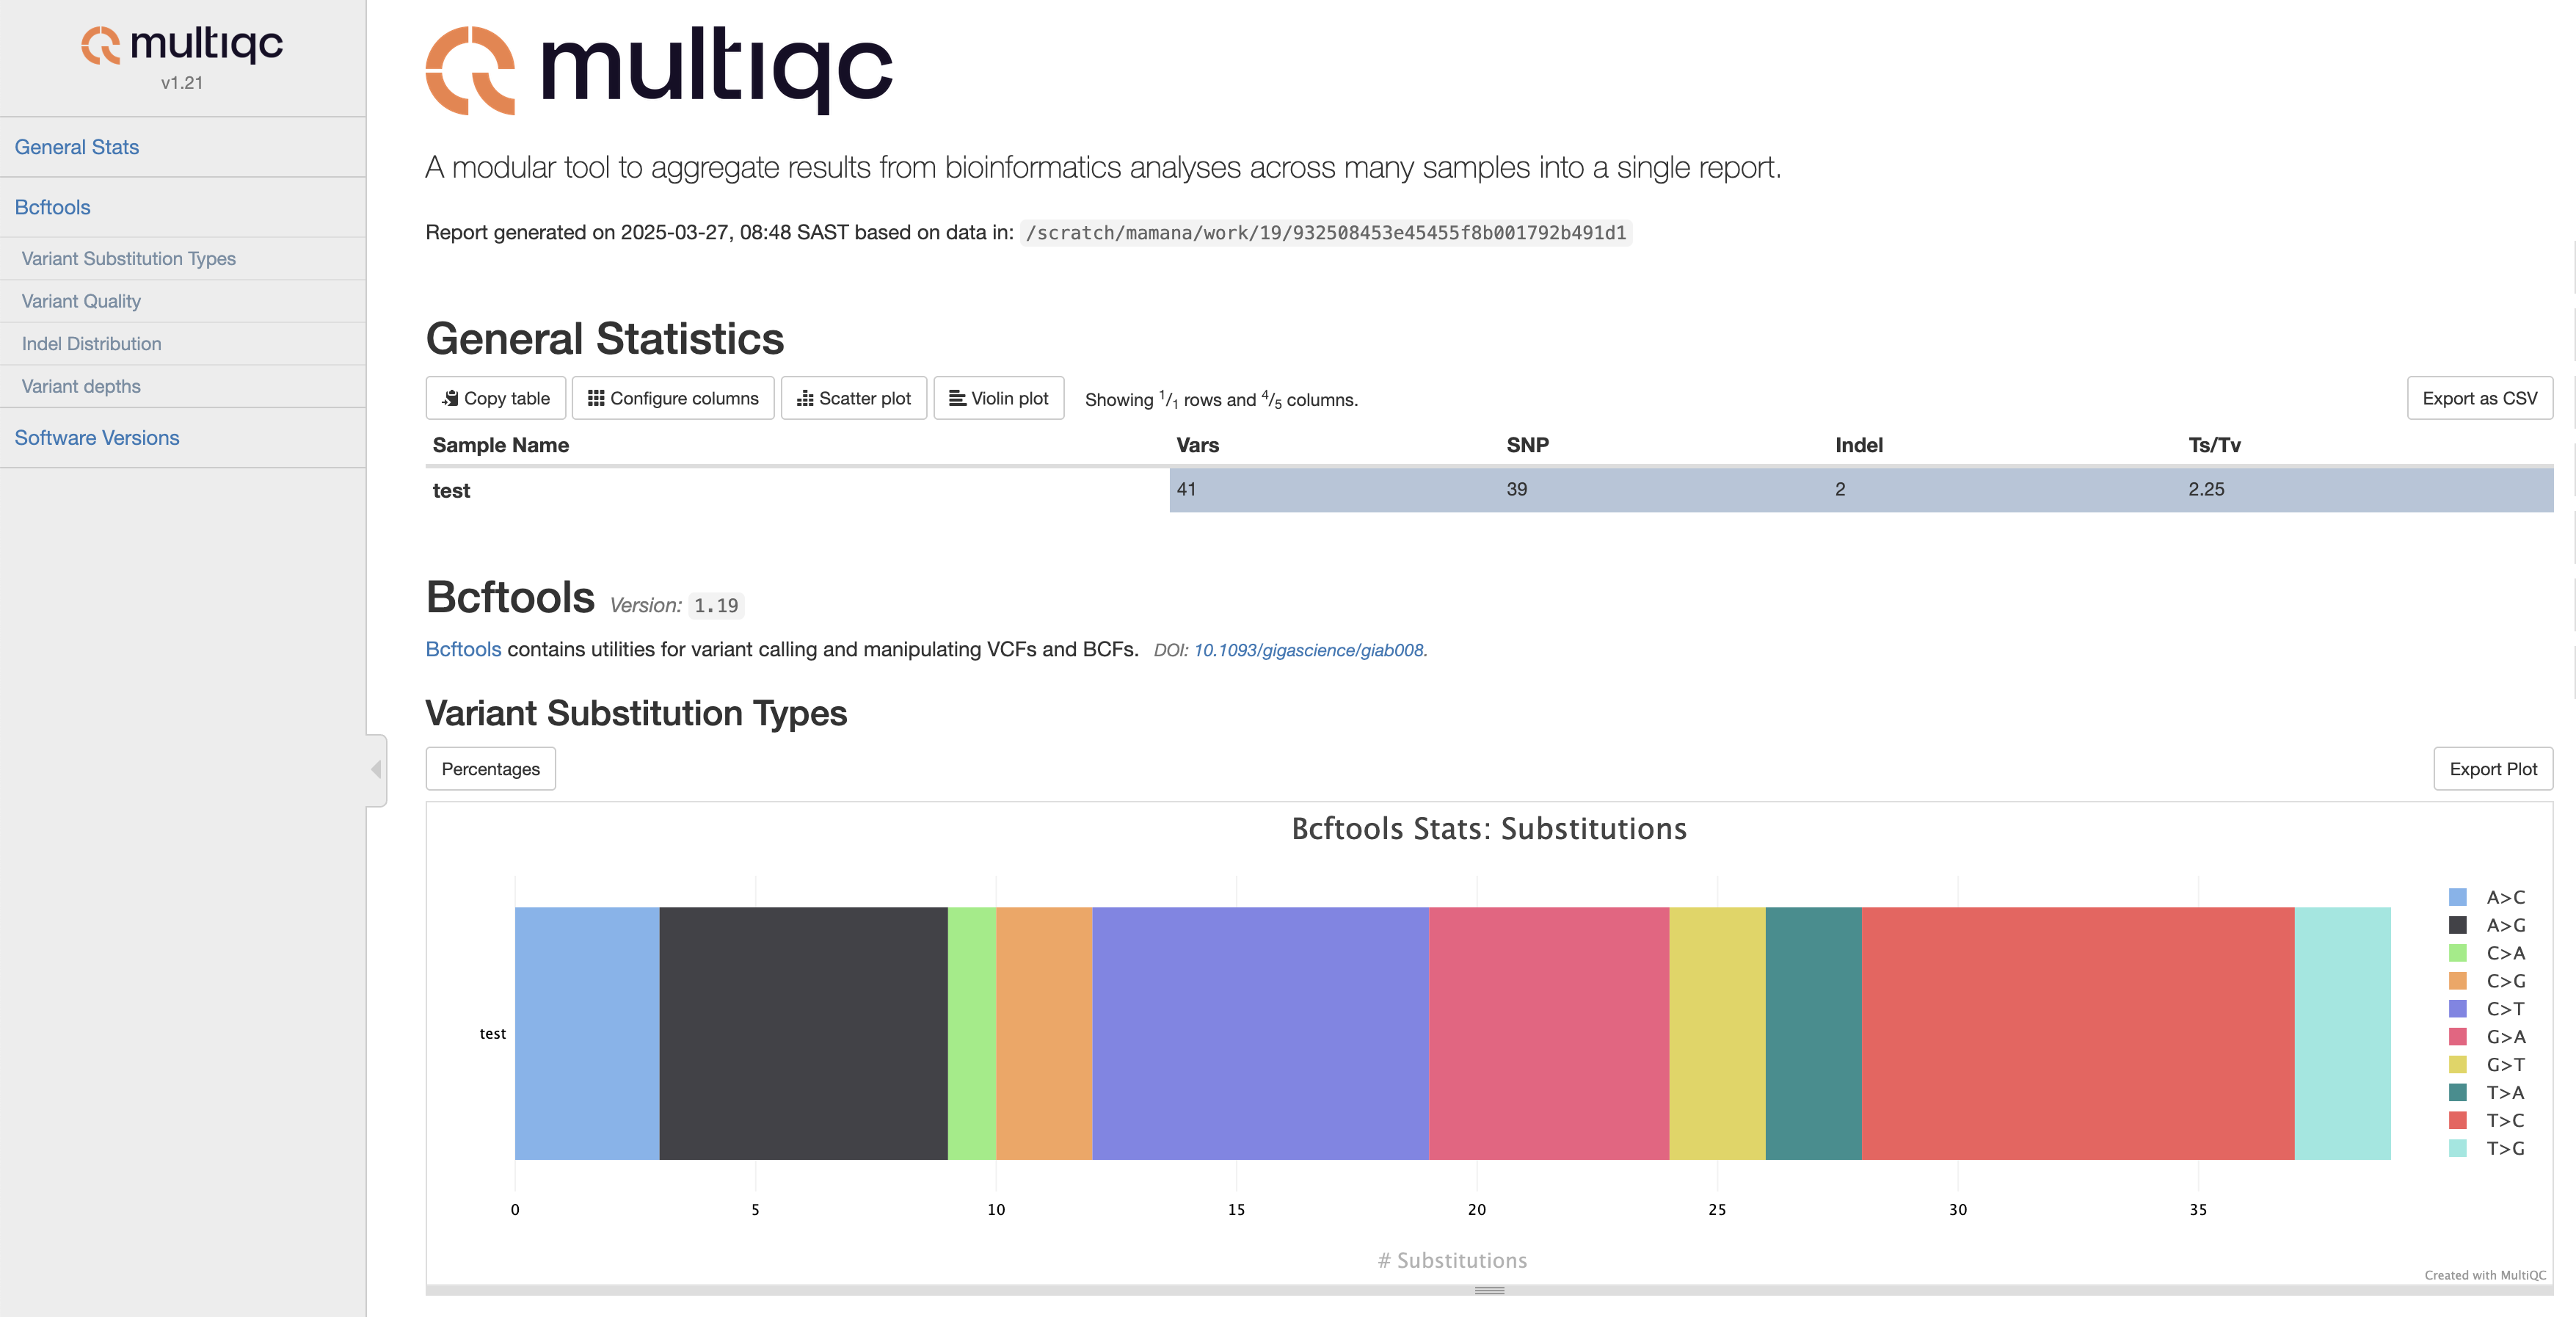 multiqc
v1.21
General Stats
Bcftools
Variant Substitution Types
Variant Quality
Indel Distribution
Variant depths
Software Versions
multiqc
A modular tool to aggregate results from bioinformatics analyses across many samples into a single report.
Report generated on 2025-03-27, 08:48 SAST based on data in: /scratch/mamana/work/19/932508453e45455f8b001792b491d1
General Statistics
Copy table Configure columns Scatter plot Violin plot Showing 1/1 rows and 4/5 columns. Export as CSV
Sample Name Vars SNP Indel Ts/Tv
test 41 39 2 2.25
Bcftools Version: 1.19
Bcftools contains utilities for variant calling and manipulating VCFs and BCFs. DOI: 10.1093/gigascience/giab008.
Variant Substitution Types
Percentages Export Plot
Bcftools Stats: Substitutions
A>C
A>G
C>A
C>G
C>T
G>A
G>T
T>A
T>C
T>G
test
0 5 10 15 20 25 30 35
# Substitutions
Created with MultiQC